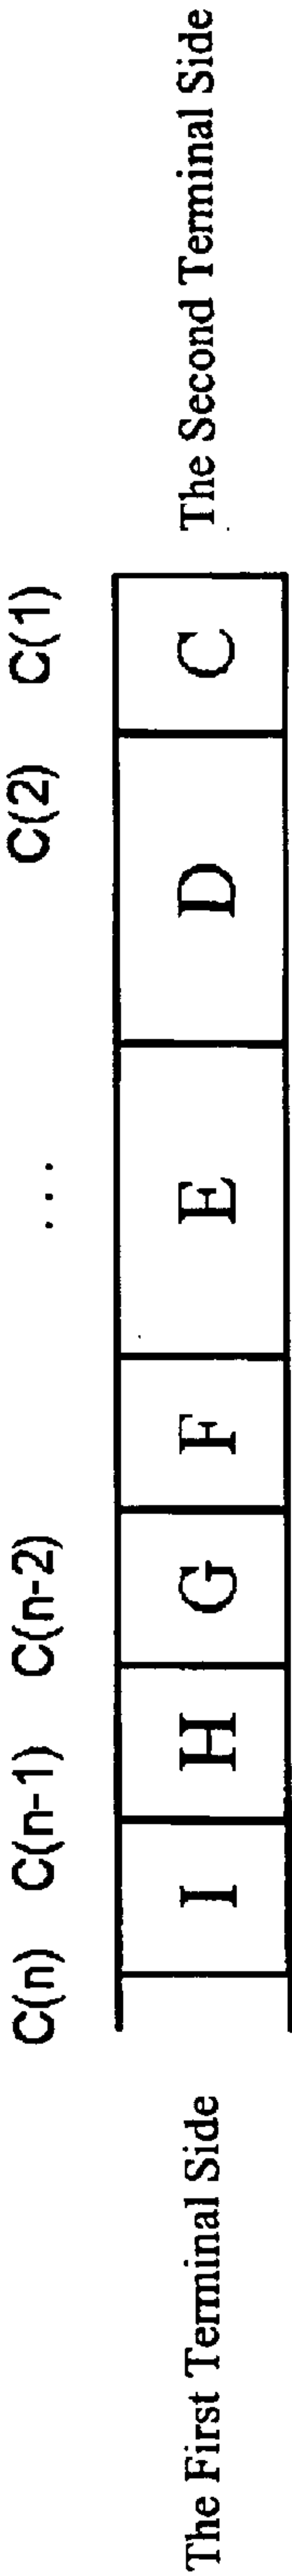 C(n) C(n-1) C(n-2) ... C(2) C(1)
The First Terminal Side I H G F E D C The Second Terminal Side